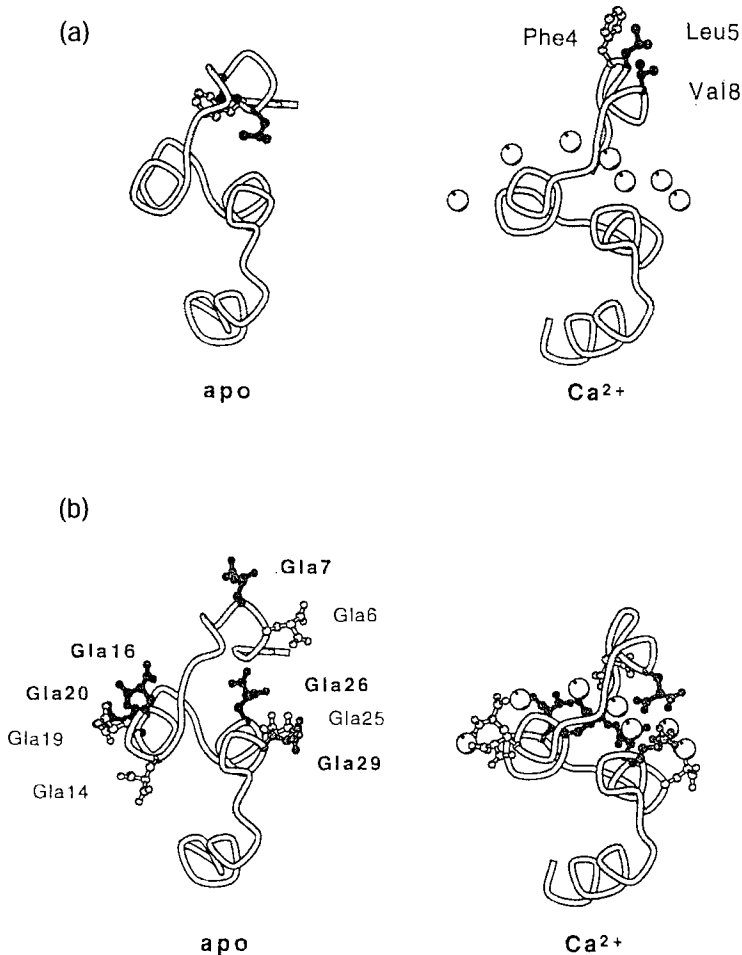 (a)
Phe4
Leu5
Val8
apo
Ca²⁺
(b)
Gla7
Gla6
Gla16
Gla26
Gla20
Gla25
Gla19
Gla29
Gla14
apo
Ca²⁺